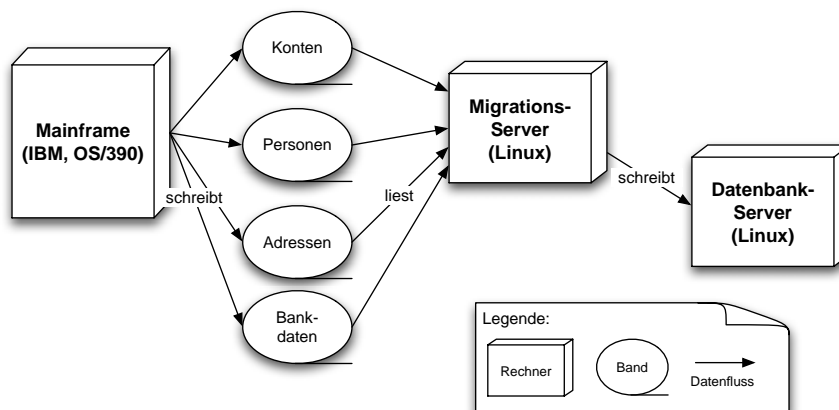 Mainframe
(IBM, OS/390)
schreibt
Konten
Personen
Adressen
Bank-
daten
liest
Migrations-
Server
(Linux)
schreibt
Datenbank-
Server
(Linux)
Legende:
Rechner
Band
Datenfluss